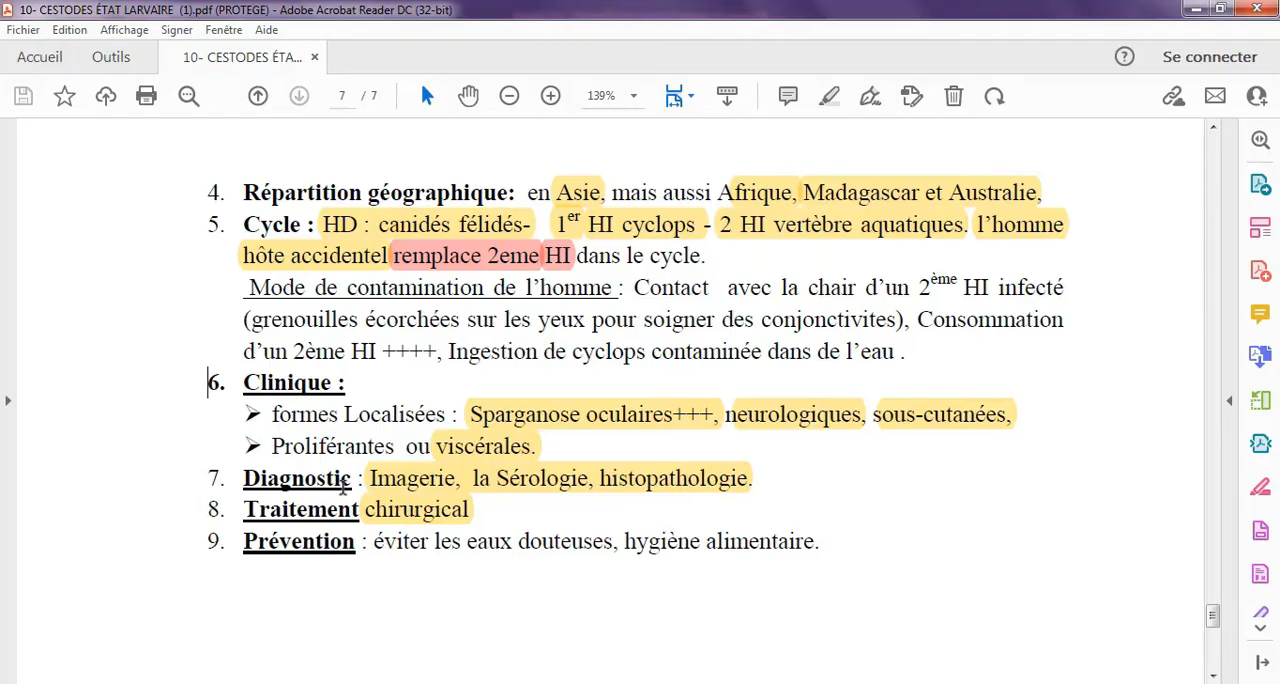 10- CESTODES ÉTAT LARVAIRE (1).pdf (PROTEGE) - Adobe Acrobat Reader DC (32-bit)
Fichier Edition Affichage Signer Fenêtre Aide
Accueil Outils 10- CESTODES ÉTA... × Se connecter
7 / 7 139%
4. Répartition géographique: en Asie, mais aussi Afrique, Madagascar et Australie,
5. Cycle : HD : canidés félidés- 1er HI cyclops - 2 HI vertèbre aquatiques. l’homme
hôte accidentel remplace 2eme HI dans le cycle.
Mode de contamination de l’homme : Contact avec la chair d’un 2ème HI infecté
(grenouilles écorchées sur les yeux pour soigner des conjonctivites), Consommation
d’un 2ème HI ++++, Ingestion de cyclops contaminée dans de l’eau .
6. Clinique :
➢ formes Localisées : Sparganose oculaires+++, neurologiques, sous-cutanées,
➢ Proliférantes ou viscérales.
7. Diagnostic : Imagerie, la Sérologie, histopathologie.
8. Traitement chirurgical
9. Prévention : éviter les eaux douteuses, hygiène alimentaire.